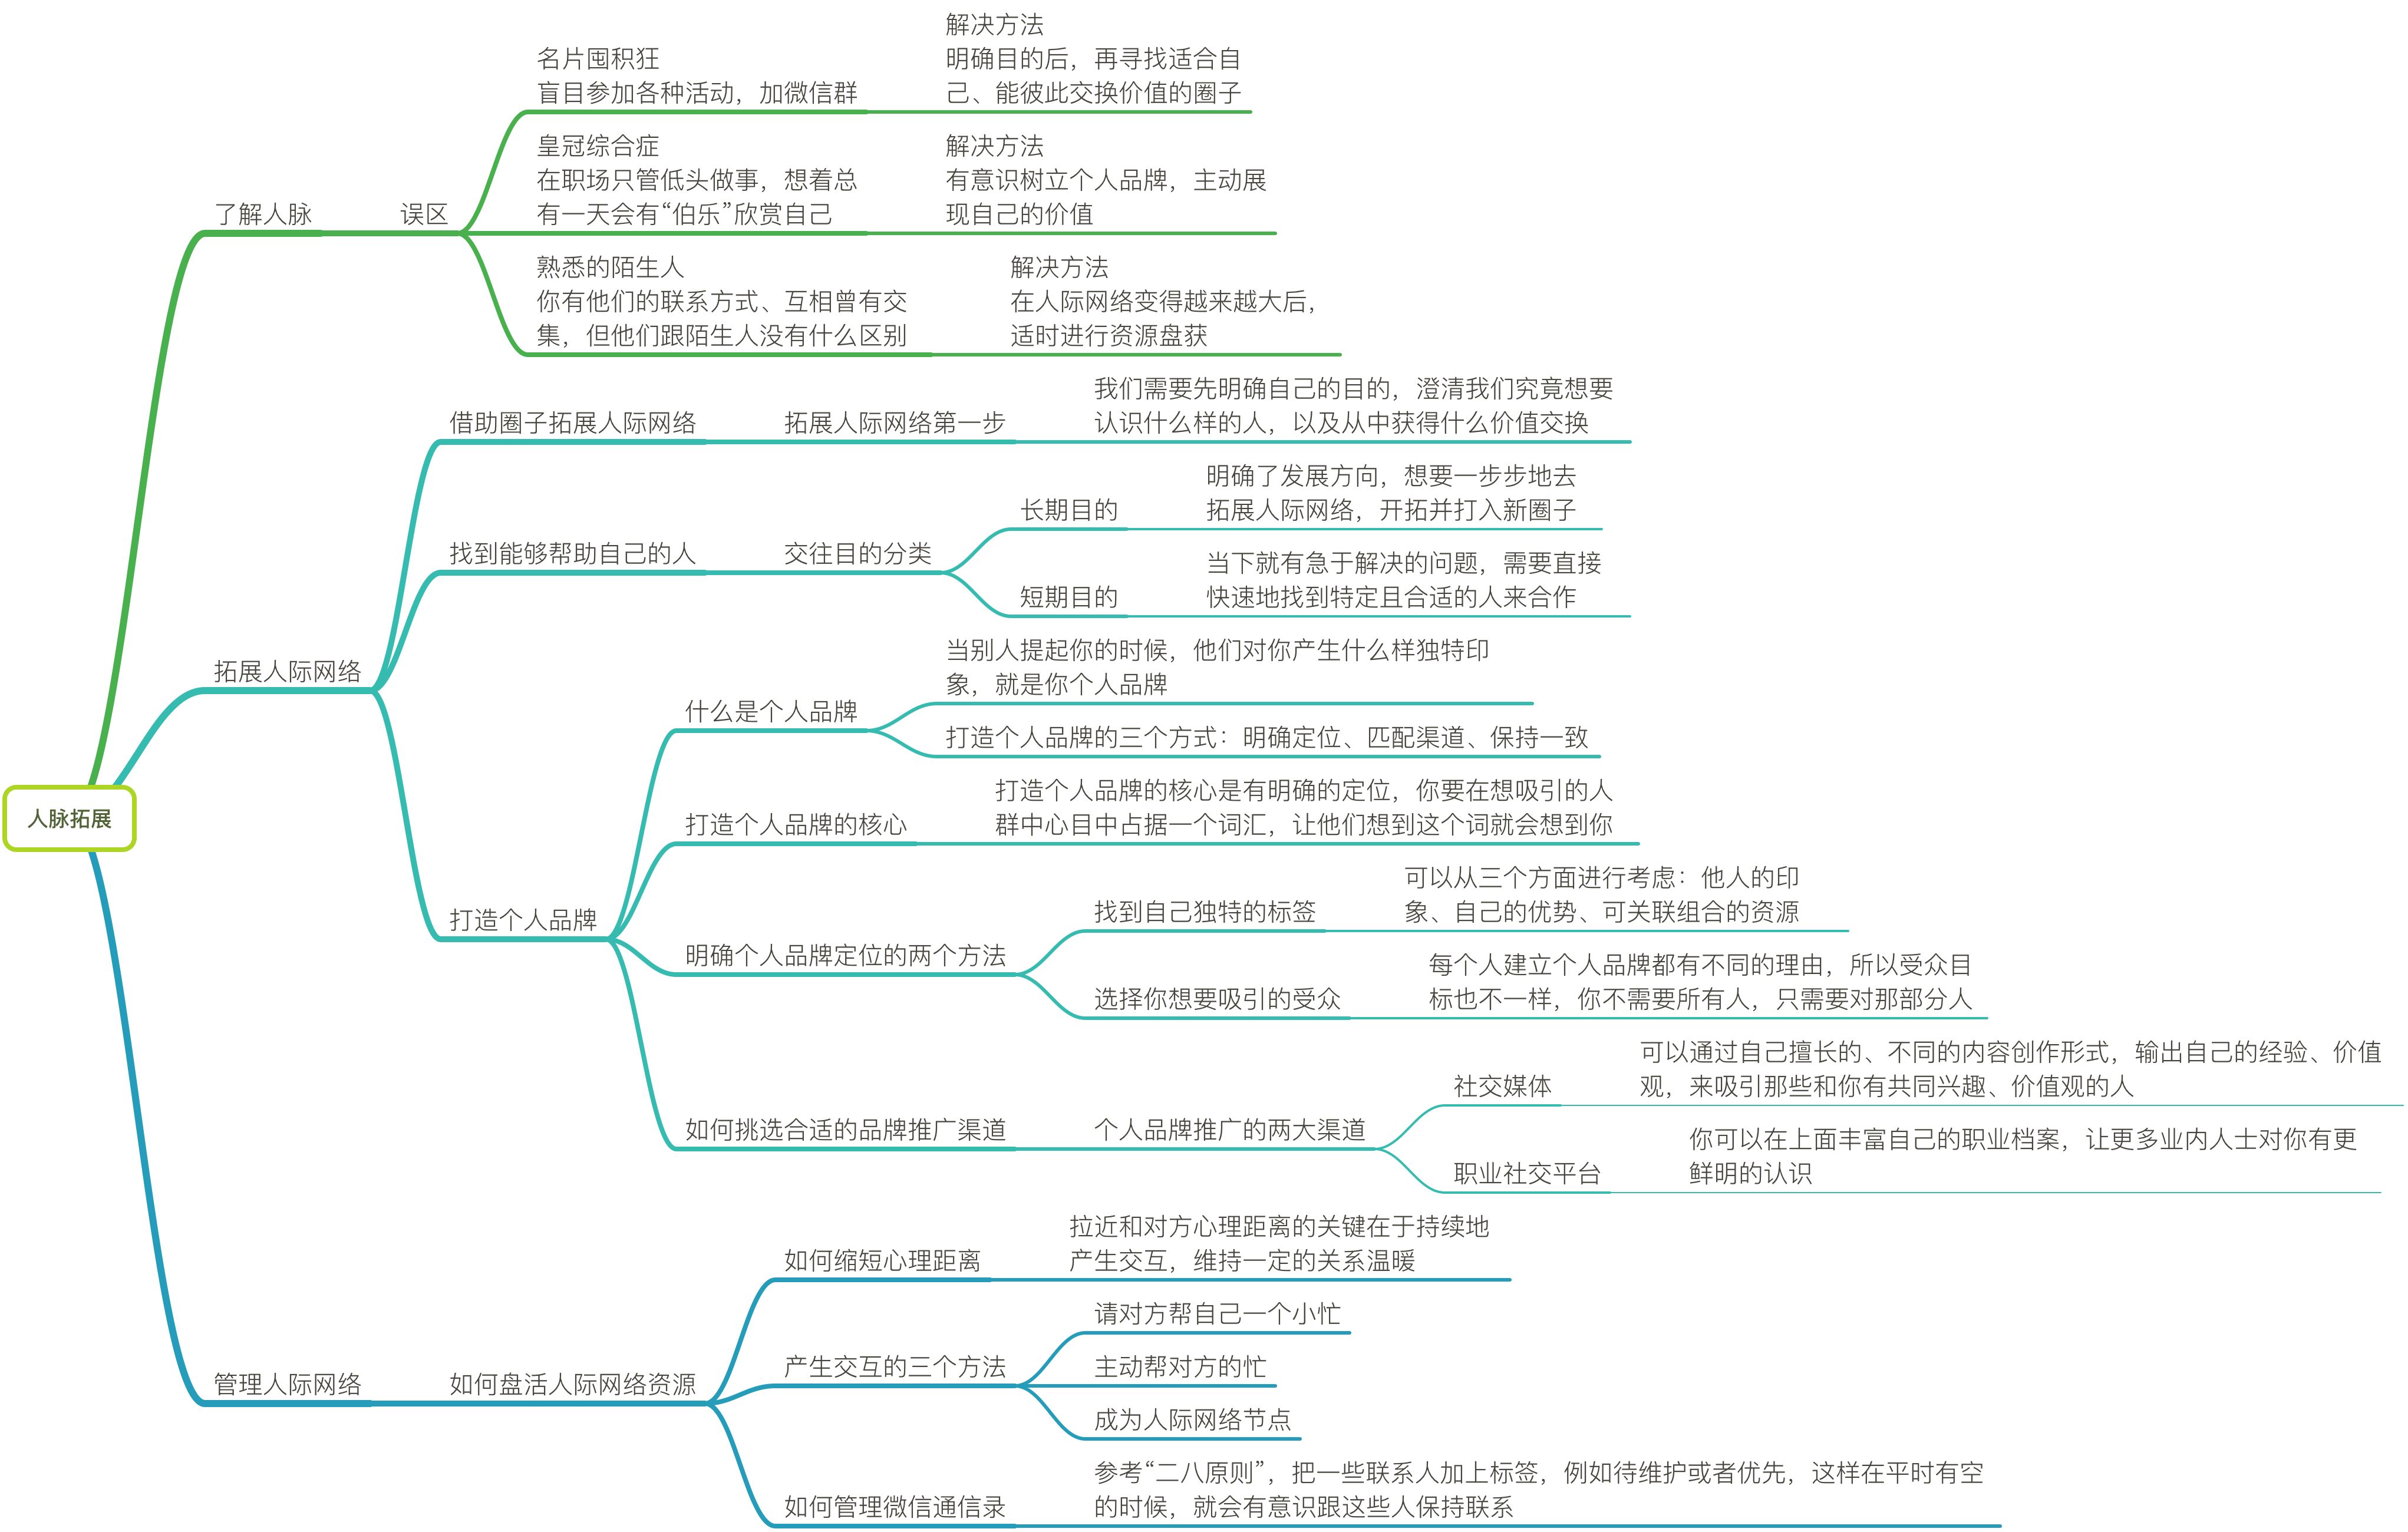 人脉拓展
了解人脉
误区
名片囤积狂
盲目参加各种活动，加微信群
解决方法
明确目的后，再寻找适合自
己、能彼此交换价值的圈子
皇冠综合症
在职场只管低头做事，想着总
有一天会有“伯乐”欣赏自己
解决方法
有意识树立个人品牌，主动展
现自己的价值
熟悉的陌生人
你有他们的联系方式、互相曾有交
集，但他们跟陌生人没有什么区别
解决方法
在人际网络变得越来越大后，
适时进行资源盘获
拓展人际网络
借助圈子拓展人际网络
拓展人际网络第一步
我们需要先明确自己的目的，澄清我们究竟想要
认识什么样的人，以及从中获得什么价值交换
找到能够帮助自己的人
交往目的分类
长期目的
明确了发展方向，想要一步步地去
拓展人际网络，开拓并打入新圈子
短期目的
当下就有急于解决的问题，需要直接
快速地找到特定且合适的人来合作
打造个人品牌
什么是个人品牌
当别人提起你的时候，他们对你产生什么样独特印
象，就是你个人品牌
打造个人品牌的三个方式：明确定位、匹配渠道、保持一致
打造个人品牌的核心
打造个人品牌的核心是有明确的定位，你要在想吸引的人
群中心目中占据一个词汇，让他们想到这个词就会想到你
明确个人品牌定位的两个方法
找到自己独特的标签
可以从三个方面进行考虑：他人的印
象、自己的优势、可关联组合的资源
选择你想要吸引的受众
每个人建立个人品牌都有不同的理由，所以受众目
标也不一样，你不需要所有人，只需要对那部分人
如何挑选合适的品牌推广渠道
个人品牌推广的两大渠道
社交媒体
可以通过自己擅长的、不同的内容创作形式，输出自己的经验、价值
观，来吸引那些和你有共同兴趣、价值观的人
职业社交平台
你可以在上面丰富自己的职业档案，让更多业内人士对你有更
鲜明的认识
管理人际网络
如何盘活人际网络资源
如何缩短心理距离
拉近和对方心理距离的关键在于持续地
产生交互，维持一定的关系温暖
产生交互的三个方法
请对方帮自己一个小忙
主动帮对方的忙
成为人际网络节点
如何管理微信通信录
参考“二八原则”，把一些联系人加上标签，例如待维护或者优先，这样在平时有空
的时候，就会有意识跟这些人保持联系